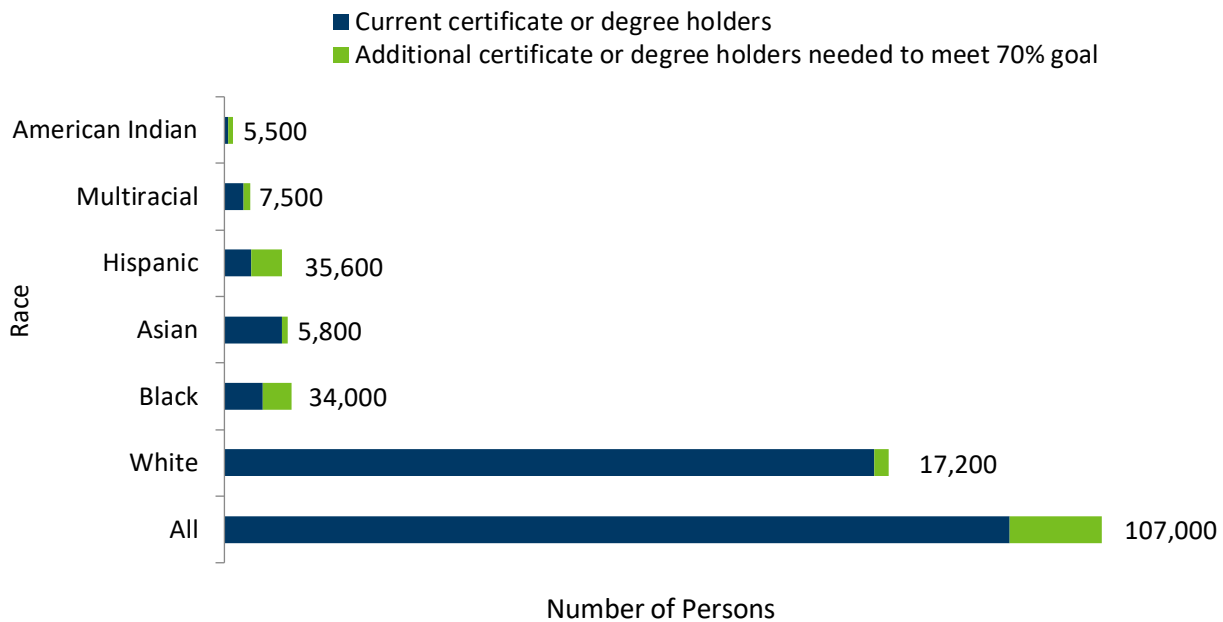 Current certificate or degree holders
Additional certificate or degree holders needed to meet 70% goal
American Indian 5,500
Multiracial 7,500
Hispanic 35,600
Asian 5,800
Black 34,000
White 17,200
All 107,000
Race
Number of Persons